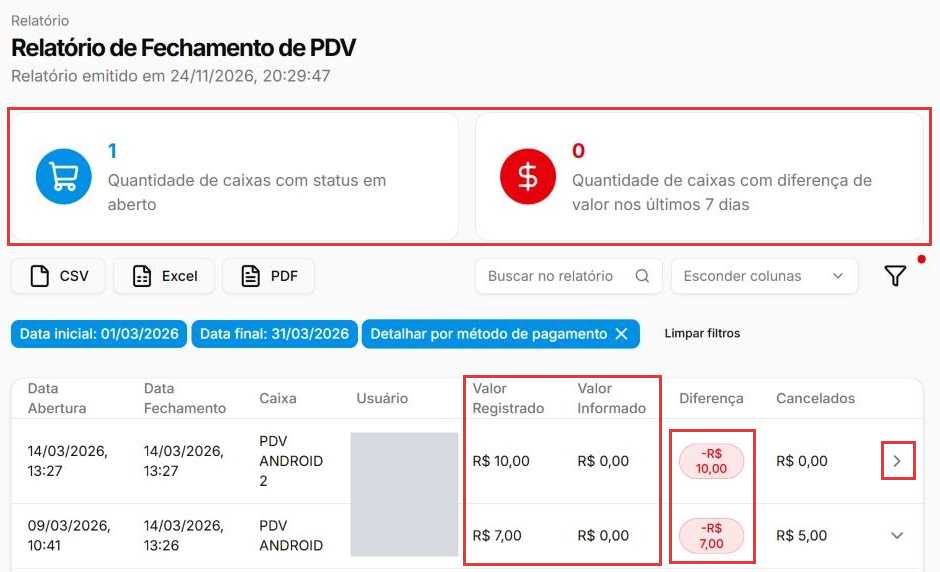 Relatório
Relatório de Fechamento de PDV
Relatório emitido em 24/11/2026, 20:29:47
1
Quantidade de caixas com status em
aberto
0
Quantidade de caixas com diferença de
valor nos últimos 7 dias
CSV
Excel
PDF
Buscar no relatório
Esconder colunas
Data inicial: 01/03/2026
Data final: 31/03/2026
Detalhar por método de pagamento
Limpar filtros
Data
Abertura
Data
Fechamento
Caixa
Usuário
Valor
Registrado
Valor
Informado
Diferença
Cancelados
14/03/2026,
13:27
14/03/2026,
13:27
PDV
ANDROID
2
R$ 10,00
R$ 0,00
-R$
10,00
R$ 0,00
09/03/2026,
10:41
14/03/2026,
13:26
PDV
ANDROID
R$ 7,00
R$ 0,00
-R$
7,00
R$ 5,00